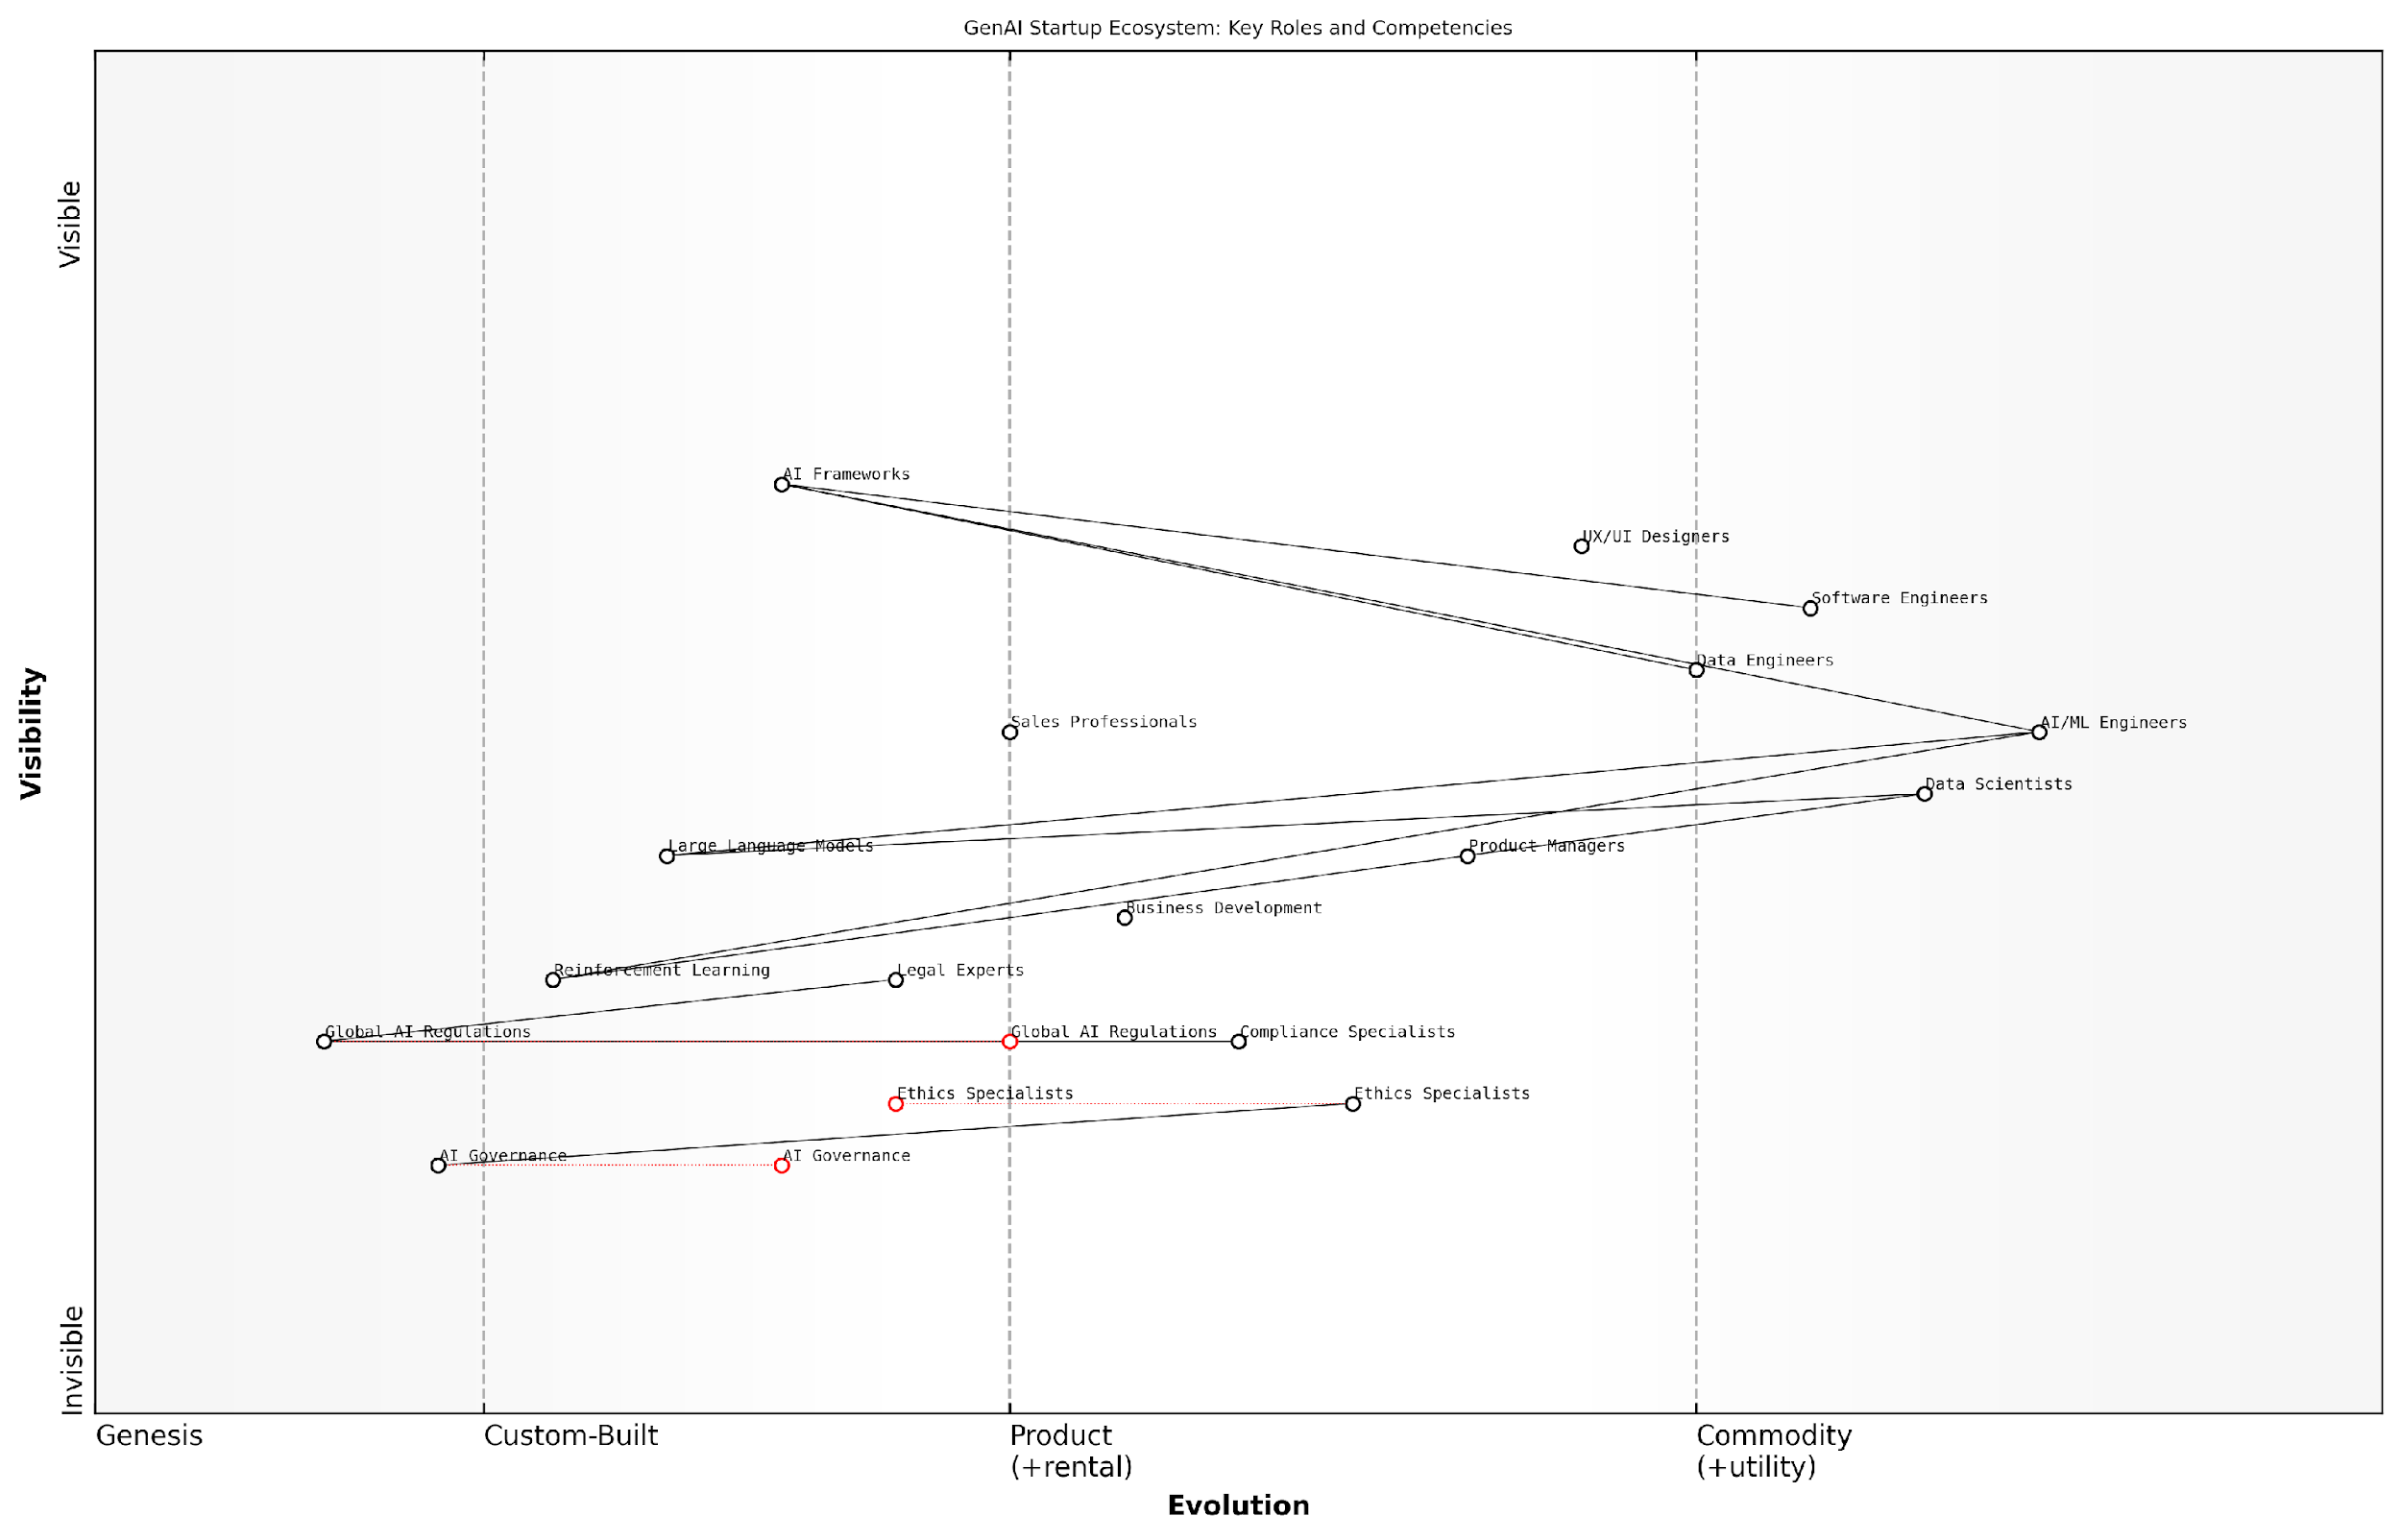 GenAI Startup Ecosystem: Key Roles and Competencies
Visible
Visibility
Invisible
AI Frameworks
UX/UI Designers
Software Engineers
Data Engineers
Sales Professionals
AI/ML Engineers
Data Scientists
Large Language Models
Product Managers
Business Development
Reinforcement Learning
Legal Experts
Global AI Regulations
Global AI Regulations
Compliance Specialists
Ethics Specialists
Ethics Specialists
AI Governance
AI Governance
Genesis
Custom-Built
Product
(+rental)
Commodity
(+utility)
Evolution